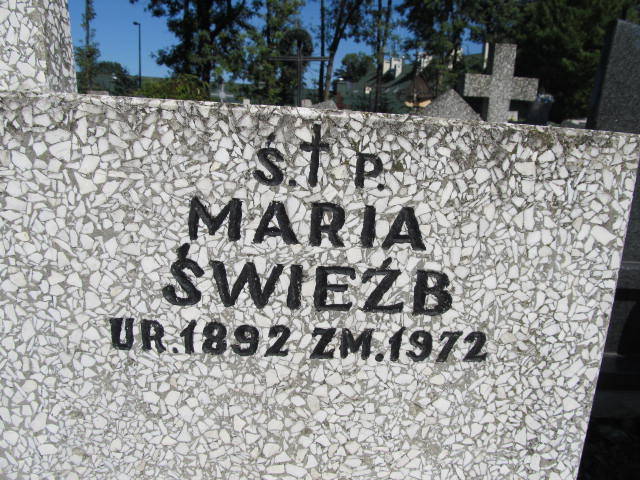 Ś. † P.
MARIA
ŚWIEŹB
UR. 1892 ZM. 1972